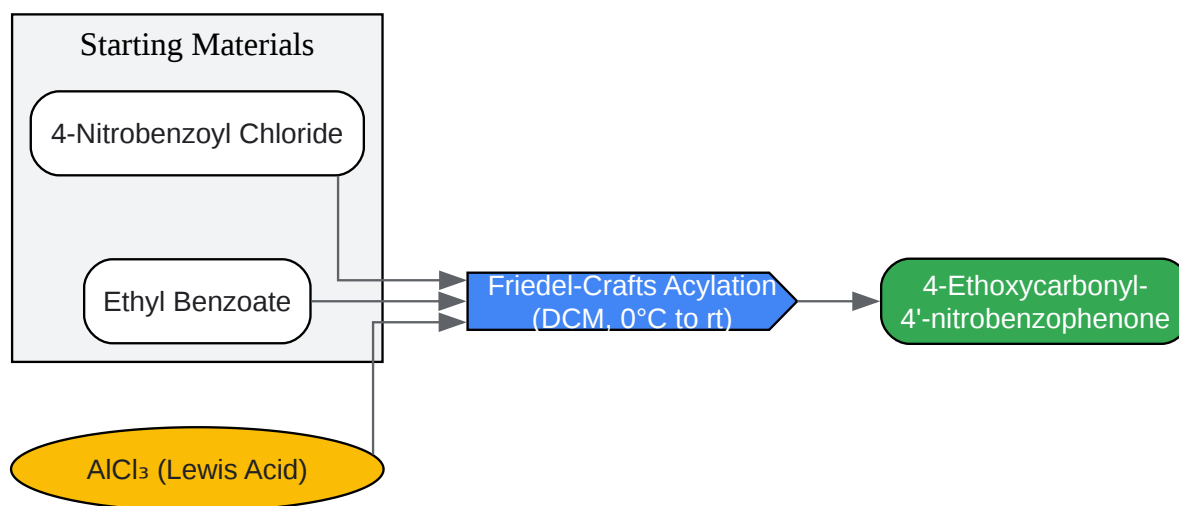 Starting Materials
4-Nitrobenzoyl Chloride
Ethyl Benzoate
AlCl₃ (Lewis Acid)
Friedel-Crafts Acylation
(DCM, 0°C to rt)
4-Ethoxycarbonyl-
4'-nitrobenzophenone